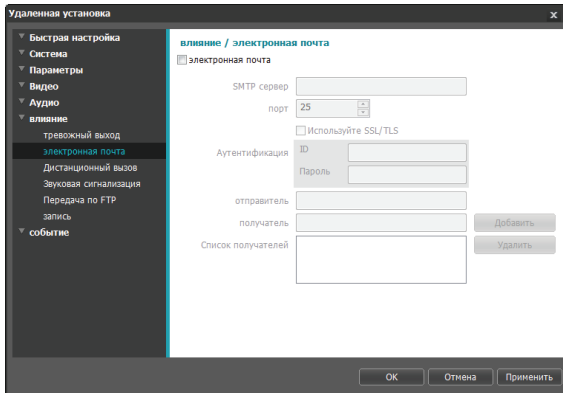 Удаленная установка x
Быстрая настройка
Система
Параметры
Видео
Аудио
влияние
тревожный выход
электронная почта
Дистанционный вызов
Звуковая сигнализация
Передача по FTP
запись
событие
влияние / электронная почта
электронная почта
SMTP сервер
порт 25
Используйте SSL/TLS
Аутентификация ID
Пароль
отправитель
получатель Добавить
Список получателей Удалить
OK Отмена Применить